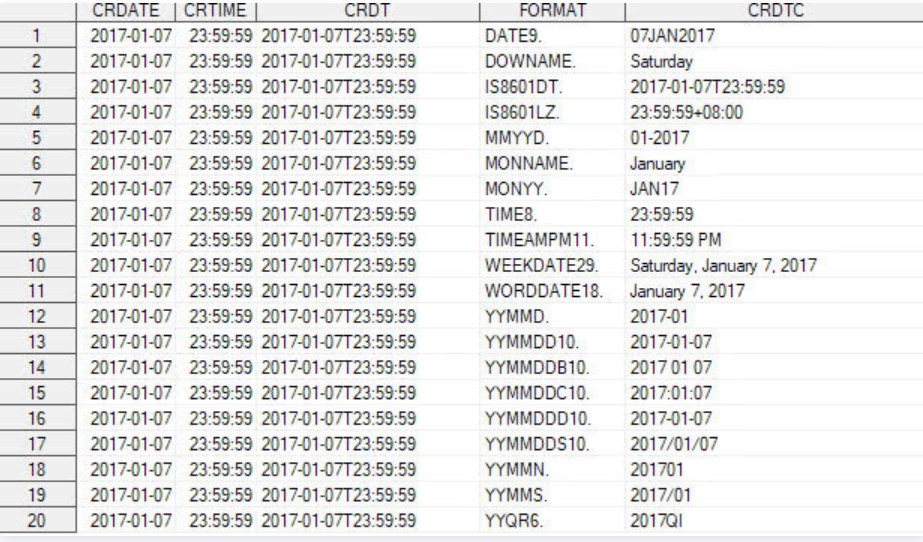 CRDATE CRTIME CRDT FORMAT CRDTC
1 2017-01-07 23:59:59 2017-01-07T23:59:59 DATE9. 07JAN2017
2 2017-01-07 23:59:59 2017-01-07T23:59:59 DOWNAME. Saturday
3 2017-01-07 23:59:59 2017-01-07T23:59:59 IS8601DT. 2017-01-07T23:59:59
4 2017-01-07 23:59:59 2017-01-07T23:59:59 IS8601LZ. 23:59:59+08:00
5 2017-01-07 23:59:59 2017-01-07T23:59:59 MMYYD. 01-2017
6 2017-01-07 23:59:59 2017-01-07T23:59:59 MONNAME. January
7 2017-01-07 23:59:59 2017-01-07T23:59:59 MONYY. JAN17
8 2017-01-07 23:59:59 2017-01-07T23:59:59 TIME8. 23:59:59
9 2017-01-07 23:59:59 2017-01-07T23:59:59 TIMEAMPM11. 11:59:59 PM
10 2017-01-07 23:59:59 2017-01-07T23:59:59 WEEKDATE29. Saturday, January 7, 2017
11 2017-01-07 23:59:59 2017-01-07T23:59:59 WORDDATE18. January 7, 2017
12 2017-01-07 23:59:59 2017-01-07T23:59:59 YYMMD. 2017-01
13 2017-01-07 23:59:59 2017-01-07T23:59:59 YYMMDD10. 2017-01-07
14 2017-01-07 23:59:59 2017-01-07T23:59:59 YYMMDDB10. 2017 01 07
15 2017-01-07 23:59:59 2017-01-07T23:59:59 YYMMDDC10. 2017:01:07
16 2017-01-07 23:59:59 2017-01-07T23:59:59 YYMMDDD10. 2017-01-07
17 2017-01-07 23:59:59 2017-01-07T23:59:59 YYMMDDS10. 2017/01/07
18 2017-01-07 23:59:59 2017-01-07T23:59:59 YYMMN. 201701
19 2017-01-07 23:59:59 2017-01-07T23:59:59 YYMMS. 2017/01
20 2017-01-07 23:59:59 2017-01-07T23:59:59 YYQR6. 2017QI